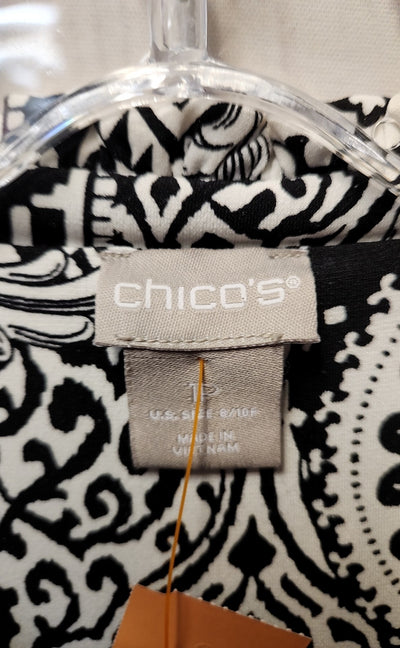 chico's®
1P
U.S. SIZE 8/10P
MADE IN
VIETNAM